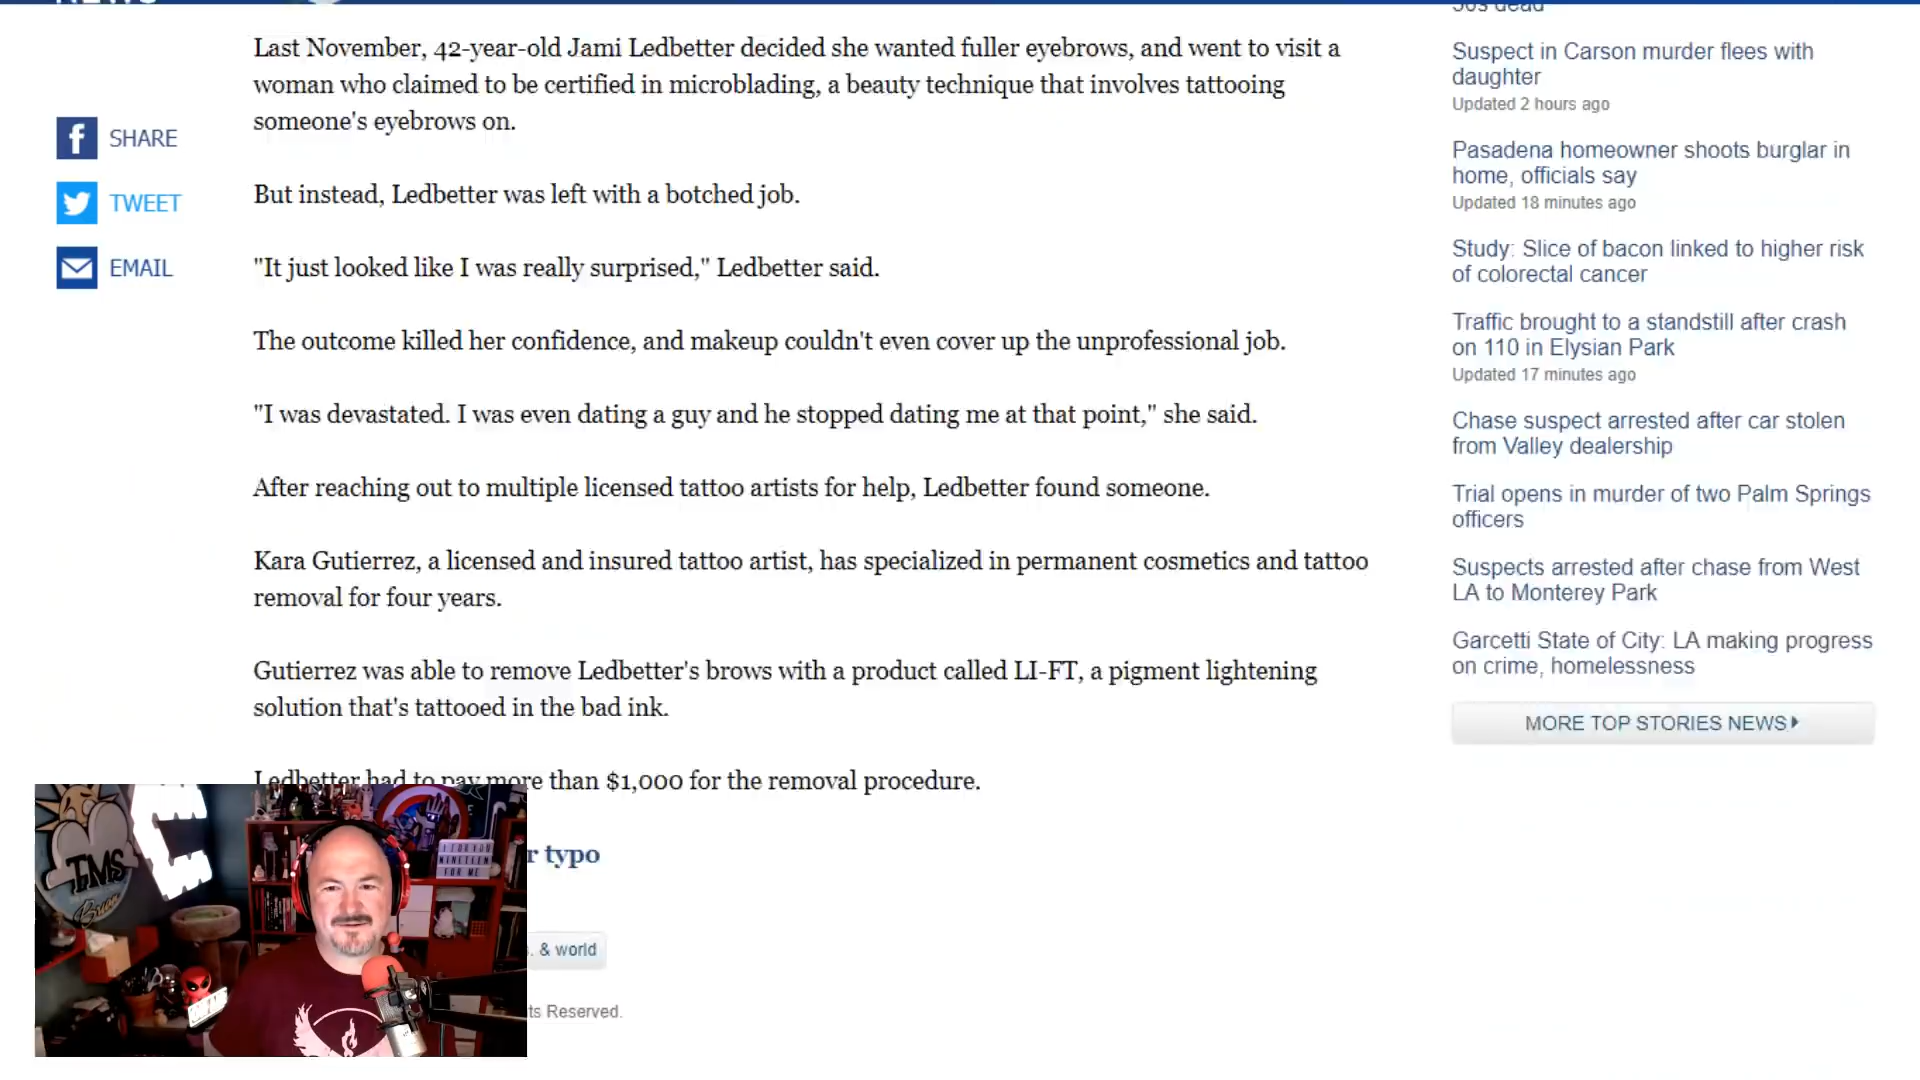 Last November, 42-year-old Jami Ledbetter decided she wanted fuller eyebrows, and went to visit a
woman who claimed to be certified in microblading, a beauty technique that involves tattooing
someone's eyebrows on.
SHARE
TWEET
EMAIL
But instead, Ledbetter was left with a botched job.
"It just looked like I was really surprised," Ledbetter said.
The outcome killed her confidence, and makeup couldn't even cover up the unprofessional job.
"I was devastated. I was even dating a guy and he stopped dating me at that point," she said.
After reaching out to multiple licensed tattoo artists for help, Ledbetter found someone.
Kara Gutierrez, a licensed and insured tattoo artist, has specialized in permanent cosmetics and tattoo
removal for four years.
Gutierrez was able to remove Ledbetter's brows with a product called LI-FT, a pigment lightening
solution that's tattooed in the bad ink.
Ledbetter had to pay more than $1,000 for the removal procedure.
r typo
. & world
ts Reserved.
TMS
Brian
NINETEEN
FOR ME
Suspect in Carson murder flees with
daughter
Updated 2 hours ago
Pasadena homeowner shoots burglar in
home, officials say
Updated 18 minutes ago
Study: Slice of bacon linked to higher risk
of colorectal cancer
Traffic brought to a standstill after crash
on 110 in Elysian Park
Updated 17 minutes ago
Chase suspect arrested after car stolen
from Valley dealership
Trial opens in murder of two Palm Springs
officers
Suspects arrested after chase from West
LA to Monterey Park
Garcetti State of City: LA making progress
on crime, homelessness
MORE TOP STORIES NEWS